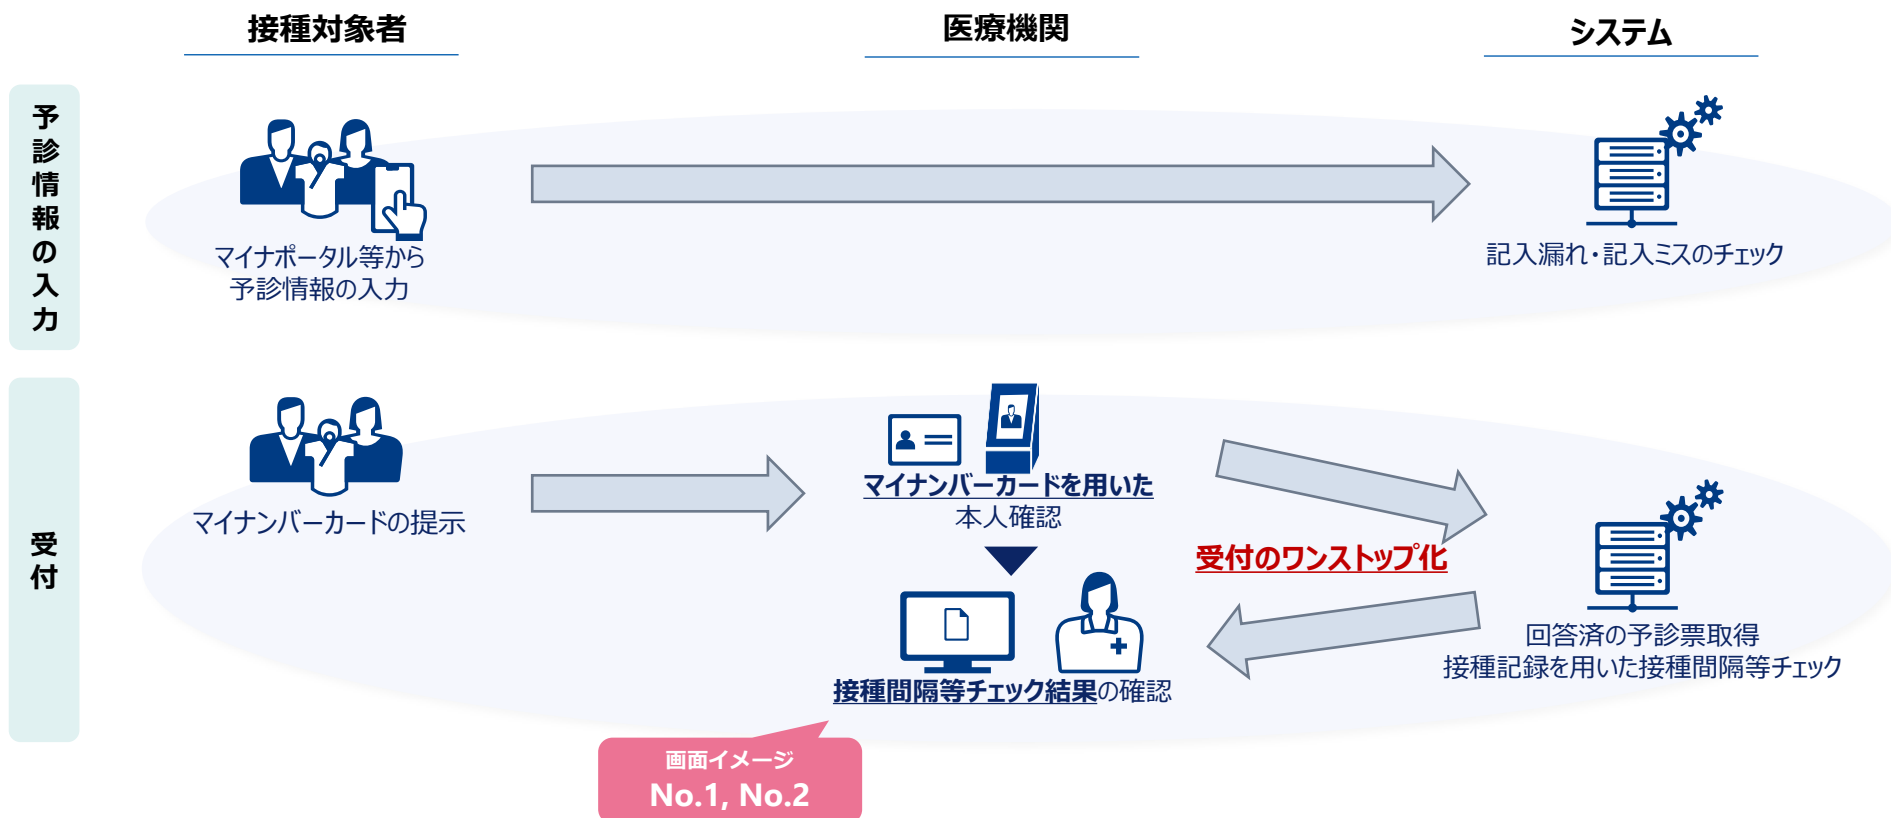 接種対象者
医療機関
システム
予診情報の入力
マイナポータル等から
予診情報の入力
記入漏れ・記入ミスのチェック
受付
マイナンバーカードの提示
マイナンバーカードを用いた
本人確認
受付のワンストップ化
接種間隔等チェック結果の確認
回答済の予診票取得
接種記録を用いた接種間隔等チェック
画面イメージ
No.1, No.2